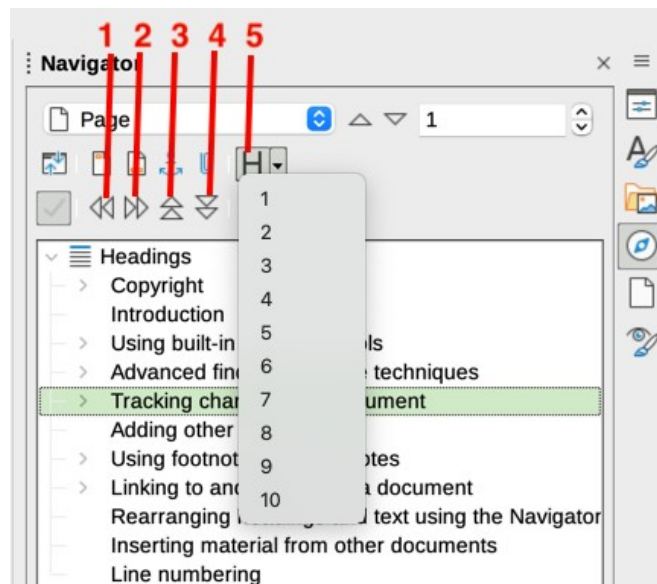 1 2 3 4 5
Navigator
Page 1
H
1
2
3
4
5
6
7
8
9
10
Headings
Copyright
Introduction
Using built-in ls
Advanced fin techniques
Tracking char ument
Adding other
Using footnot otes
Linking to an a document
Rearranging text using the Navigator
Inserting material from other documents
Line numbering